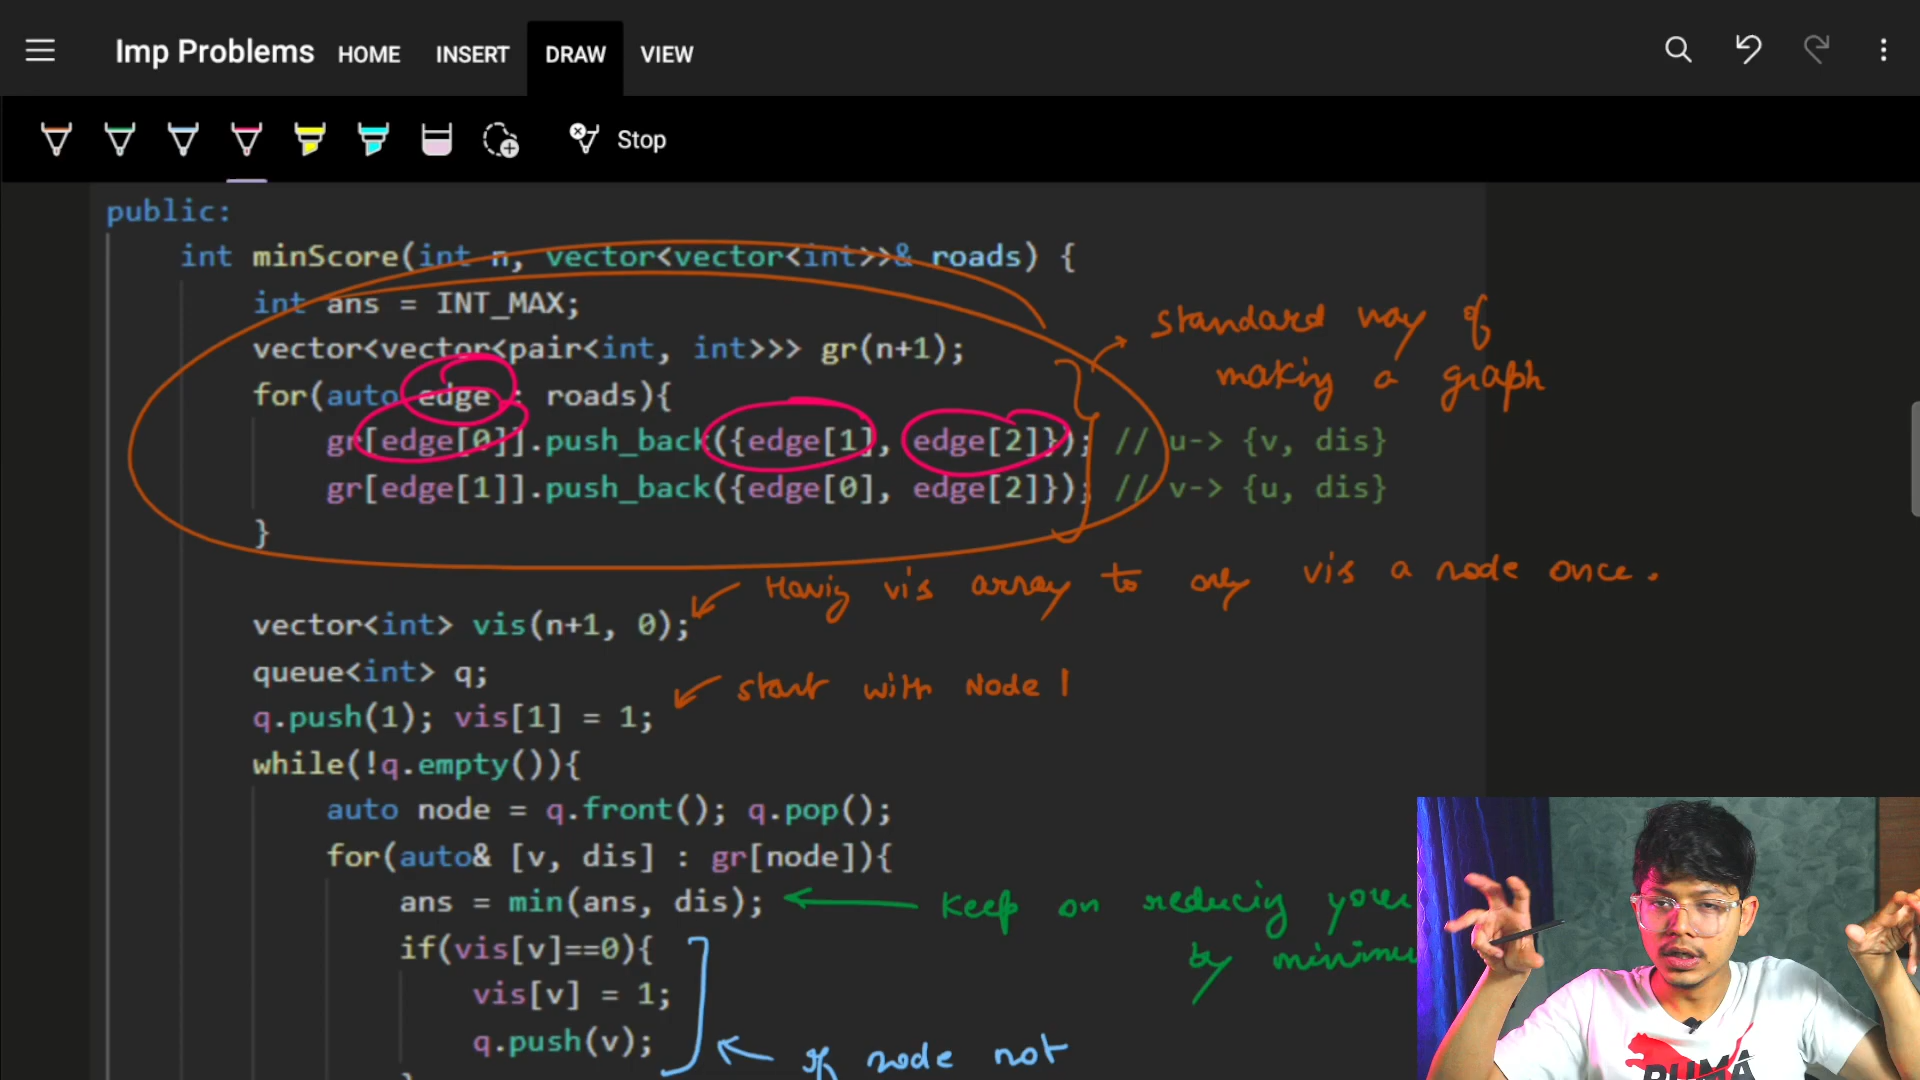 Imp Problems HOME INSERT DRAW VIEW
Stop
public:
int minScore(int n, vector<vector<int>>& roads) {
int ans = INT_MAX;
standard way of
vector<vector<pair<int, int>>> gr(n+1);
making a graph
for(auto edge : roads){
gr[edge[0]].push_back({edge[1], edge[2]}); // u-> {v, dis}
gr[edge[1]].push_back({edge[0], edge[2]}); // v-> {u, dis}
}
Havig vis array to only vis a node once.
vector<int> vis(n+1, 0);
queue<int> q;
start with Node 1
q.push(1); vis[1] = 1;
while(!q.empty()){
auto node = q.front(); q.pop();
for(auto& [v, dis] : gr[node]){
ans = min(ans, dis); Keep on reducig your
by
if(vis[v]==0){
vis[v] = 1;
q.push(v);
if node not
PUMA